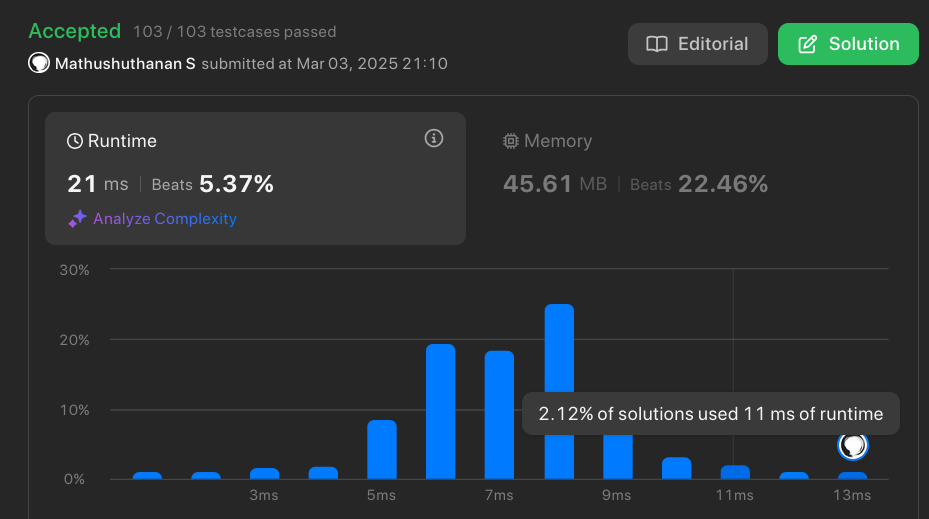 Accepted 103 / 103 testcases passed
Editorial
Solution
Mathushuthanan S submitted at Mar 03, 2025 21:10
Runtime
21 ms | Beats 5.37%
Analyze Complexity
Memory
45.61 MB | Beats 22.46%
30%
20%
10%
0%
2.12% of solutions used 11 ms of runtime
3ms 5ms 7ms 9ms 11ms 13ms